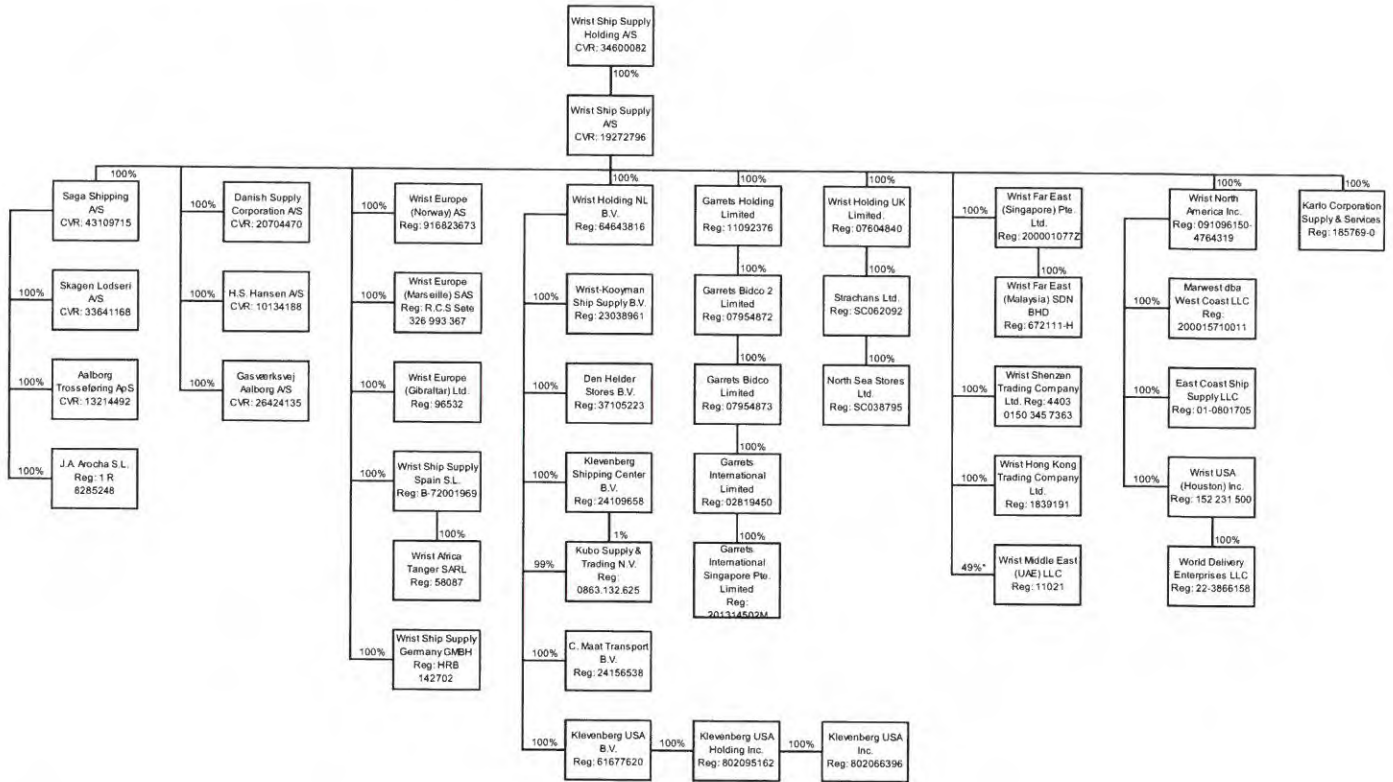 Wrist Ship Supply
Holding A/S
CVR: 34600082
100%
Wrist Ship Supply
A/S
CVR: 19272796
100%
Saga Shipping
A/S
CVR: 43109715
100%
Skagen Lodseri
A/S
CVR: 33641168
100%
Aalborg
Trosseføring ApS
CVR: 13214492
100%
J.A. Arocha S.L.
Reg: 1 R
8285248
100%
Danish Supply
Corporation A/S
CVR: 20704470
100%
H.S. Hansen A/S
CVR: 10134188
100%
Gasværksvej
Aalborg A/S
CVR: 26424135
100%
Wrist Europe
(Norway) AS
Reg: 916823673
100%
Wrist Europe
(Marseille) SAS
Reg: R.C.S Sete
326 993 367
100%
Wrist Europe
(Gibraltar) Ltd.
Reg: 96532
100%
Wrist Ship Supply
Spain S.L.
Reg: B-72001969
100%
Wrist Africa
Tanger SARL
Reg: 58087
100%
Wrist Ship Supply
Germany GMBH
Reg: HRB
142702
100%
Wrist Holding NL
B.V.
Reg: 64643816
100%
Wrist-Kooyman
Ship Supply B.V.
Reg: 23038961
100%
Den Helder
Stores B.V.
Reg: 37105223
100%
Klevenberg
Shipping Center
B.V.
Reg: 24109658
1%
99%
Kubo Supply &
Trading N.V.
Reg:
0863.132.625
100%
C. Maat Transport
B.V.
Reg: 24156538
100%
Klevenberg USA
B.V.
Reg: 61677620
100%
Klevenberg USA
Holding Inc.
Reg: 802095162
100%
Klevenberg USA
Inc.
Reg: 802066396
100%
Garrets Holding
Limited
Reg: 11092376
100%
Garrets Bidco 2
Limited
Reg: 07954872
100%
Garrets Bidco
Limited
Reg: 07954873
100%
Garrets
International
Limited
Reg: 02819450
100%
Garrets
International
Singapore Pte.
Limited
Reg:
201314502M
100%
Wrist Holding UK
Limited.
Reg: 07604840
100%
Strachans Ltd.
Reg: SC062092
100%
North Sea Stores
Ltd.
Reg: SC038795
100%
Wrist Far East
(Singapore) Pte.
Ltd.
Reg: 200001077Z
100%
Wrist Far East
(Malaysia) SDN
BHD
Reg: 672111-H
100%
Wrist Shenzen
Trading Company
Ltd. Reg: 4403
0150 345 7363
100%
Wrist Hong Kong
Trading Company
Ltd.
Reg: 1839191
49%*
Wrist Middle East
(UAE) LLC
Reg: 11021
100%
Wrist North
America Inc.
Reg: 091096150-
4764319
100%
Marwest dba
West Coast LLC
Reg:
200015710011
100%
East Coast Ship
Supply LLC
Reg: 01-0801705
100%
Wrist USA
(Houston) Inc.
Reg: 152 231 500
100%
World Delivery
Enterprises LLC
Reg: 22-3866158
100%
Karlo Corporation
Supply & Services
Reg: 185769-0